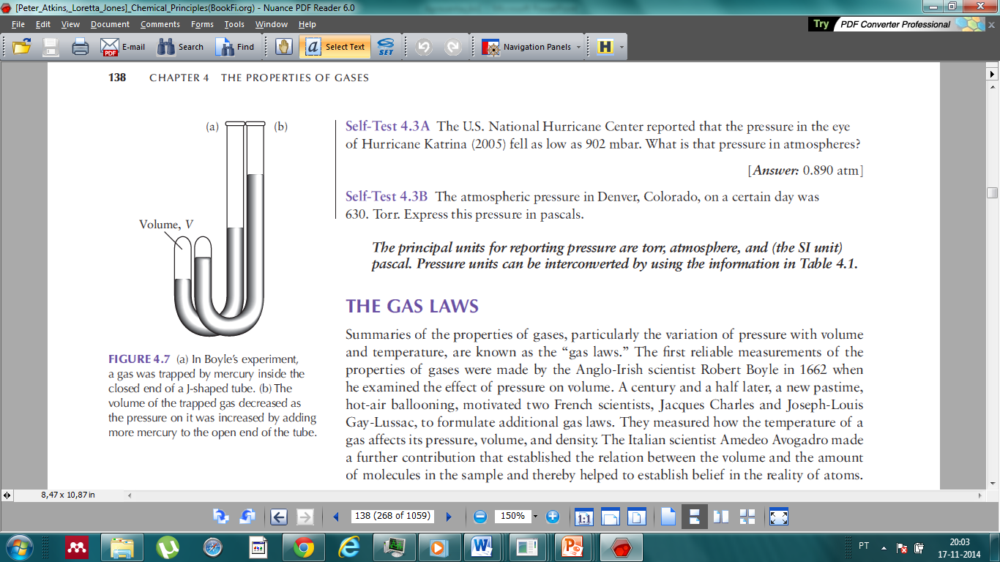 [Peter_Atkins,_Loretta_Jones]_Chemical_Principles(BookFi.org) - Nuance PDF Reader 6.0
File Edit View Document Comments Forms Tools Window Help
Try PDF Converter Professional
PDF E-mail Search Find a Select Text SET Navigation Panels H
138 CHAPTER 4 THE PROPERTIES OF GASES
(a) (b)
Volume, V
FIGURE 4.7 (a) In Boyle's experiment,
a gas was trapped by mercury inside the
closed end of a J-shaped tube. (b) The
volume of the trapped gas decreased as
the pressure on it was increased by adding
more mercury to the open end of the tube.
Self-Test 4.3A The U.S. National Hurricane Center reported that the pressure in the eye
of Hurricane Katrina (2005) fell as low as 902 mbar. What is that pressure in atmospheres?
[Answer: 0.890 atm]
Self-Test 4.3B The atmospheric pressure in Denver, Colorado, on a certain day was
630. Torr. Express this pressure in pascals.
The principal units for reporting pressure are torr, atmosphere, and (the SI unit)
pascal. Pressure units can be interconverted by using the information in Table 4.1.
THE GAS LAWS
Summaries of the properties of gases, particularly the variation of pressure with volume
and temperature, are known as the “gas laws.” The first reliable measurements of the
properties of gases were made by the Anglo-Irish scientist Robert Boyle in 1662 when
he examined the effect of pressure on volume. A century and a half later, a new pastime,
hot-air ballooning, motivated two French scientists, Jacques Charles and Joseph-Louis
Gay-Lussac, to formulate additional gas laws. They measured how the temperature of a
gas affects its pressure, volume, and density. The Italian scientist Amedeo Avogadro made
a further contribution that established the relation between the volume and the amount
of molecules in the sample and thereby helped to establish belief in the reality of atoms.
8,47 x 10,87 in
138 (268 of 1059) 150% 1:1
PT 20:03
17-11-2014